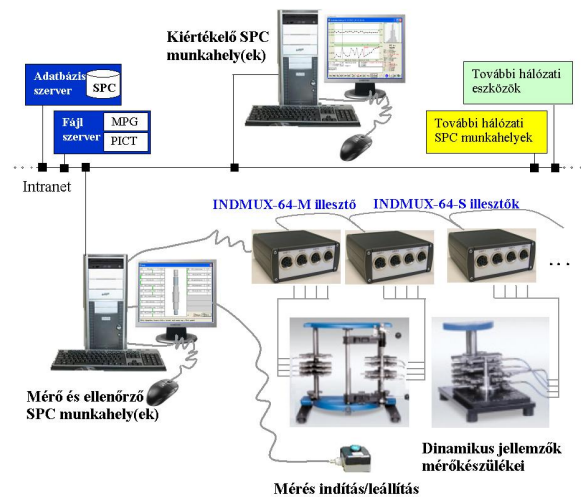 Kiértékelő SPC
munkahely(ek)
Adatbázis
szerver
SPC
Fájl
szerver
MPG
PICT
További hálózati
eszközök
További hálózati
SPC munkahelyek
Intranet
INDMUX-64-M illesztő
INDMUX-64-S illesztők
...
Mérő és ellenőrző
SPC munkahely(ek)
Dinamikus jellemzők
mérőkészülékei
Mérés indítás/leállítás